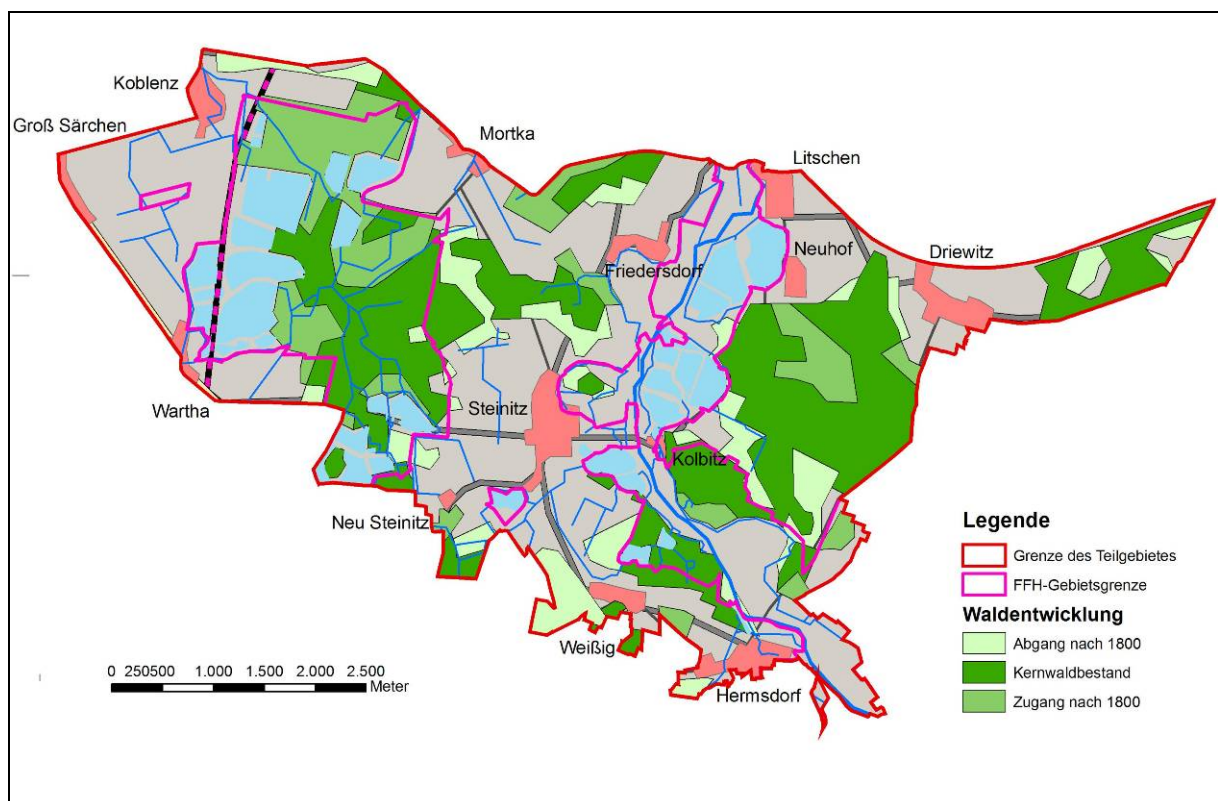 Koblenz
Groß Särchen
Mortka
Litschen
Neuhof
Driewitz
Friedersdorf
Wartha
Steinitz
Kolbitz
Neu Steinitz
Weißig
Hermsdorf
0 250500 1.000 1.500 2.000 2.500
Meter
Legende
Grenze des Teilgebietes
FFH-Gebietsgrenze
Waldentwicklung
Abgang nach 1800
Kernwaldbestand
Zugang nach 1800